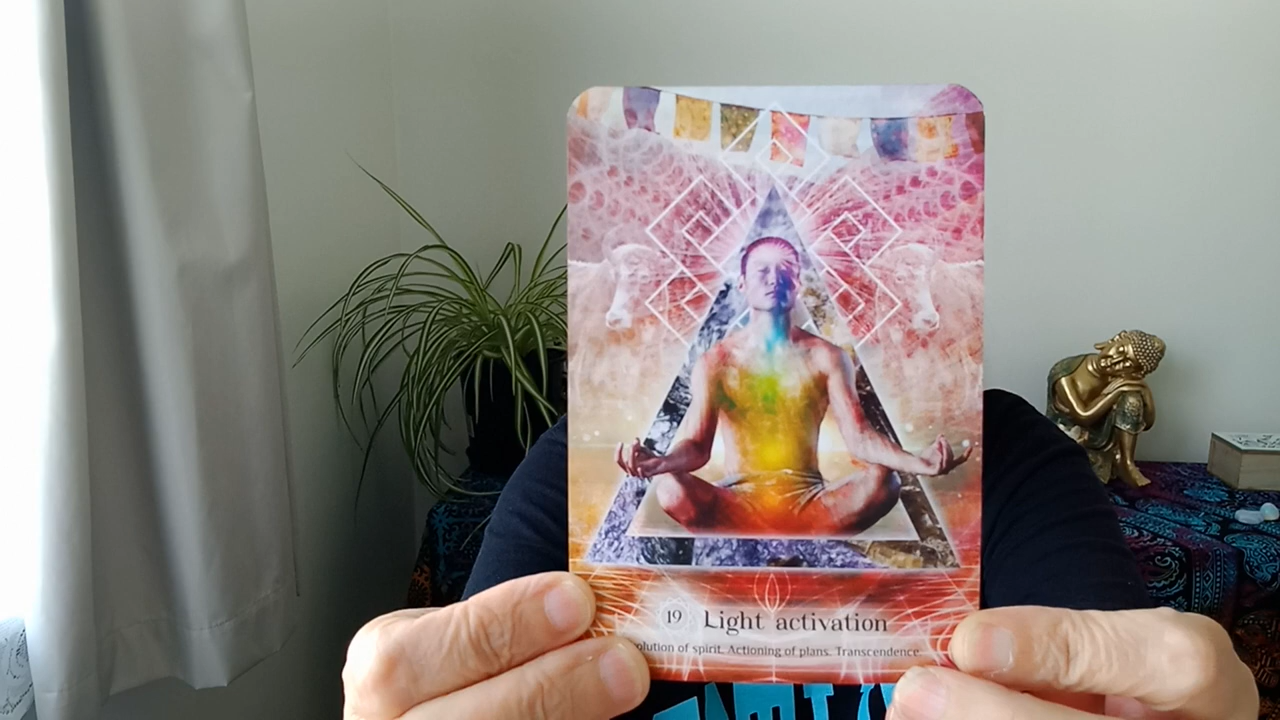 19 Light activation
olution of spirit. Actioning of plans. Transcendence.